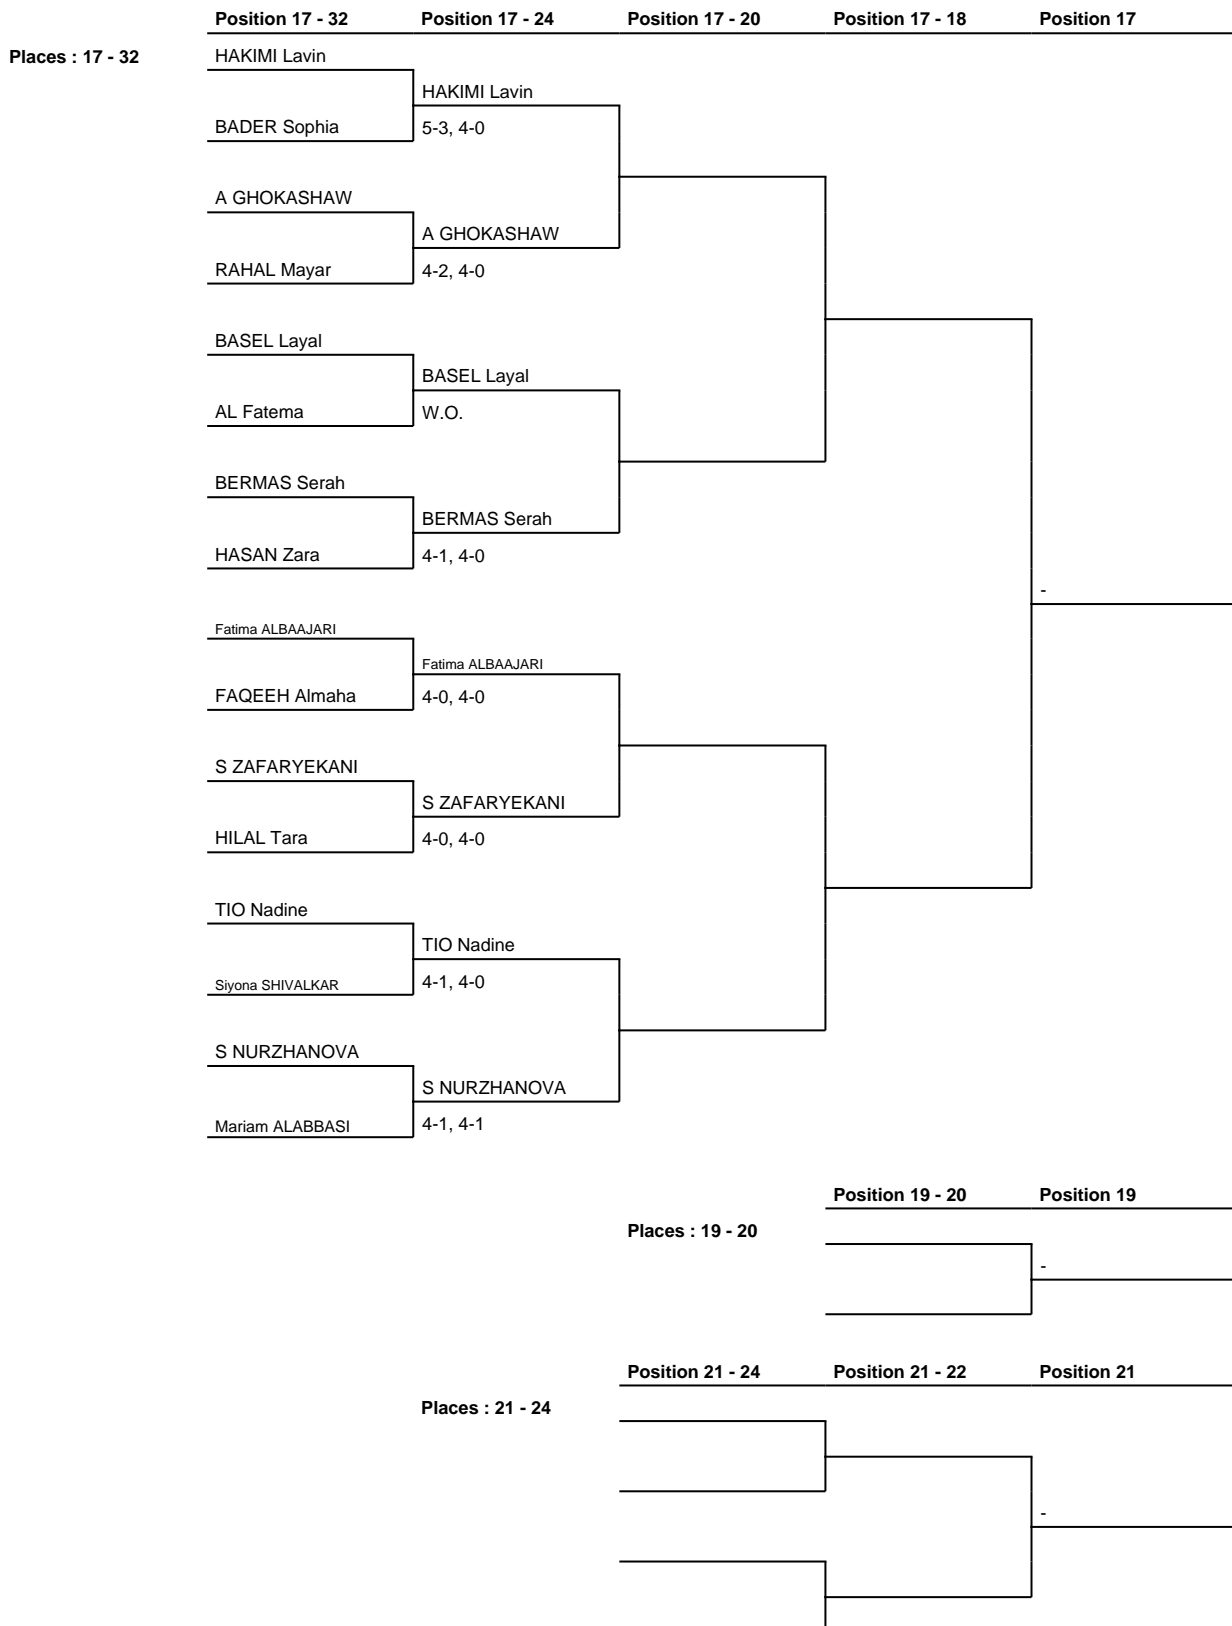 Position 17 - 32 Position 17 - 24 Position 17 - 20 Position 17 - 18 Position 17
Places : 17 - 32 HAKIMI Lavin
HAKIMI Lavin
BADER Sophia 5-3, 4-0
A GHOKASHAW
A GHOKASHAW
RAHAL Mayar 4-2, 4-0
BASEL Layal
BASEL Layal
AL Fatema W.O.
BERMAS Serah
BERMAS Serah
HASAN Zara 4-1, 4-0
-
Fatima ALBAAJARI
Fatima ALBAAJARI
FAQEEH Almaha 4-0, 4-0
S ZAFARYEKANI
S ZAFARYEKANI
HILAL Tara 4-0, 4-0
TIO Nadine
TIO Nadine
Siyona SHIVALKAR 4-1, 4-0
S NURZHANOVA
S NURZHANOVA
Mariam ALABBASI 4-1, 4-1
Position 19 - 20 Position 19
Places : 19 - 20
-
Position 21 - 24 Position 21 - 22 Position 21
Places : 21 - 24
-